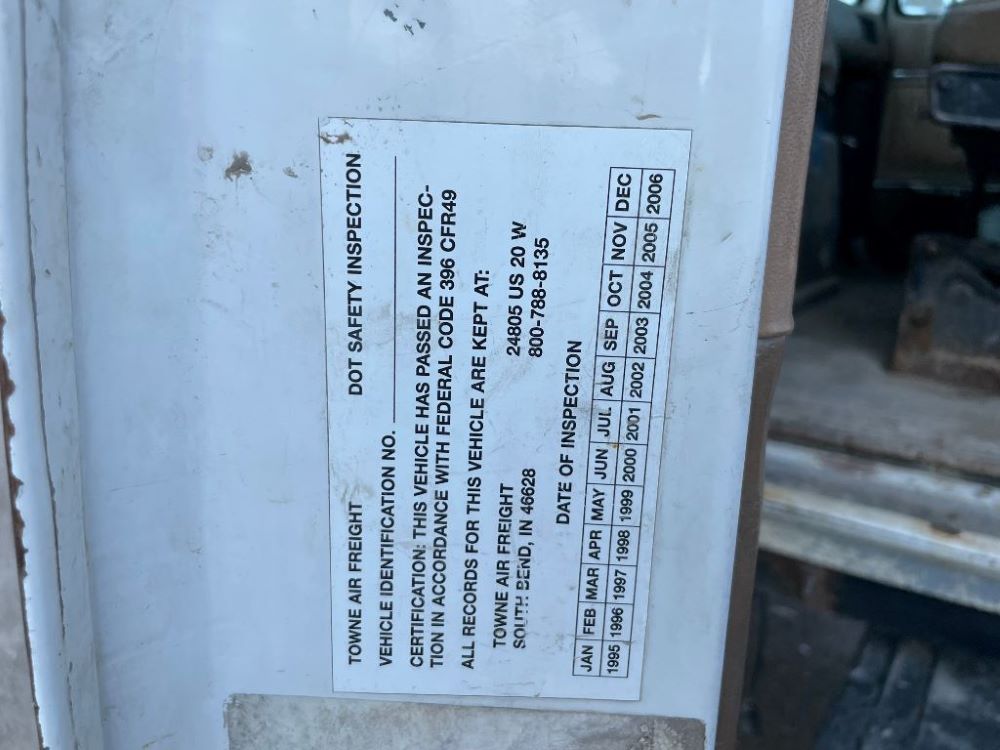 TOWNE AIR FREIGHT DOT SAFETY INSPECTION
VEHICLE IDENTIFICATION NO.
CERTIFICATION: THIS VEHICLE HAS PASSED AN INSPEC-
TION IN ACCORDANCE WITH FEDERAL CODE 396 CFR49
ALL RECORDS FOR THIS VEHICLE ARE KEPT AT:
TOWNE AIR FREIGHT 24805 US 20 W
SOUTH BEND, IN 46628 800-788-8135
DATE OF INSPECTION
JAN FEB MAR APR MAY JUN JUL AUG SEP OCT NOV DEC
1995 1996 1997 1998 1999 2000 2001 2002 2003 2004 2005 2006